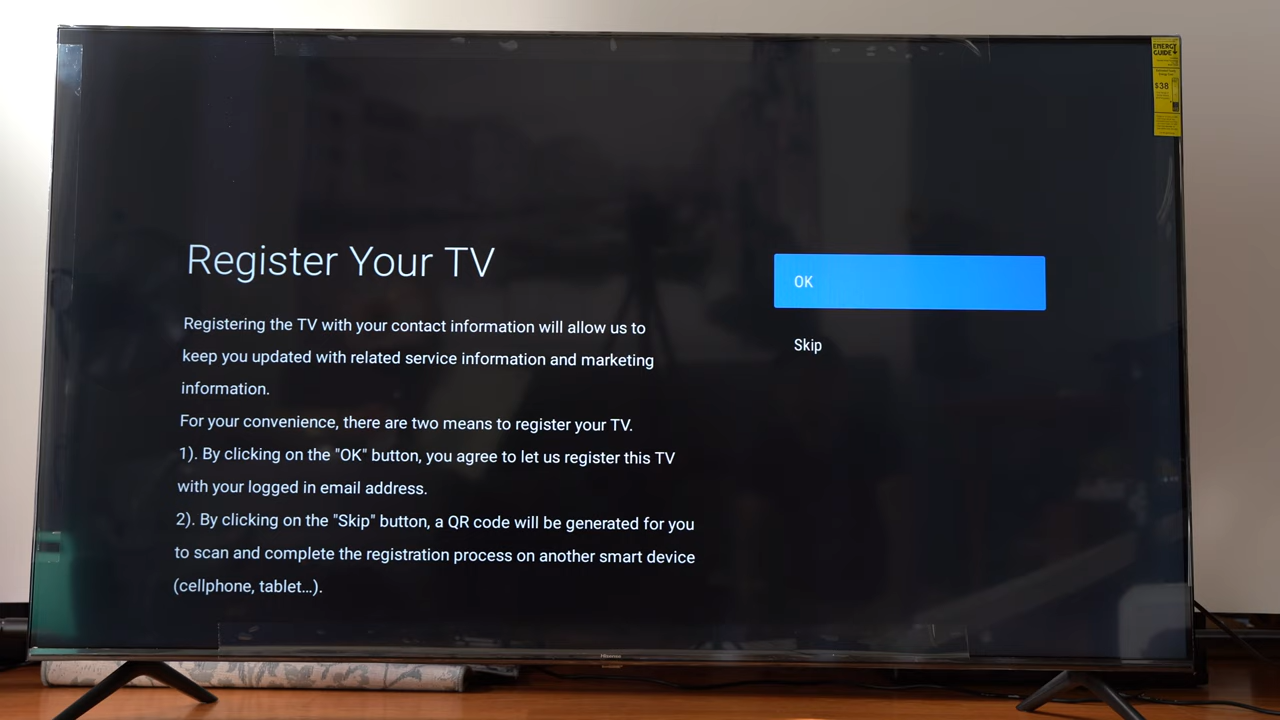 Register Your TV
Registering the TV with your contact information will allow us to
keep you updated with related service information and marketing
information.
For your convenience, there are two means to register your TV.
1). By clicking on the "OK" button, you agree to let us register this TV
with your logged in email address.
2). By clicking on the "Skip" button, a QR code will be generated for you
to scan and complete the registration process on another smart device
(cellphone, tablet...).
OK
Skip
ENERGY
GUIDE
$38
Hisense